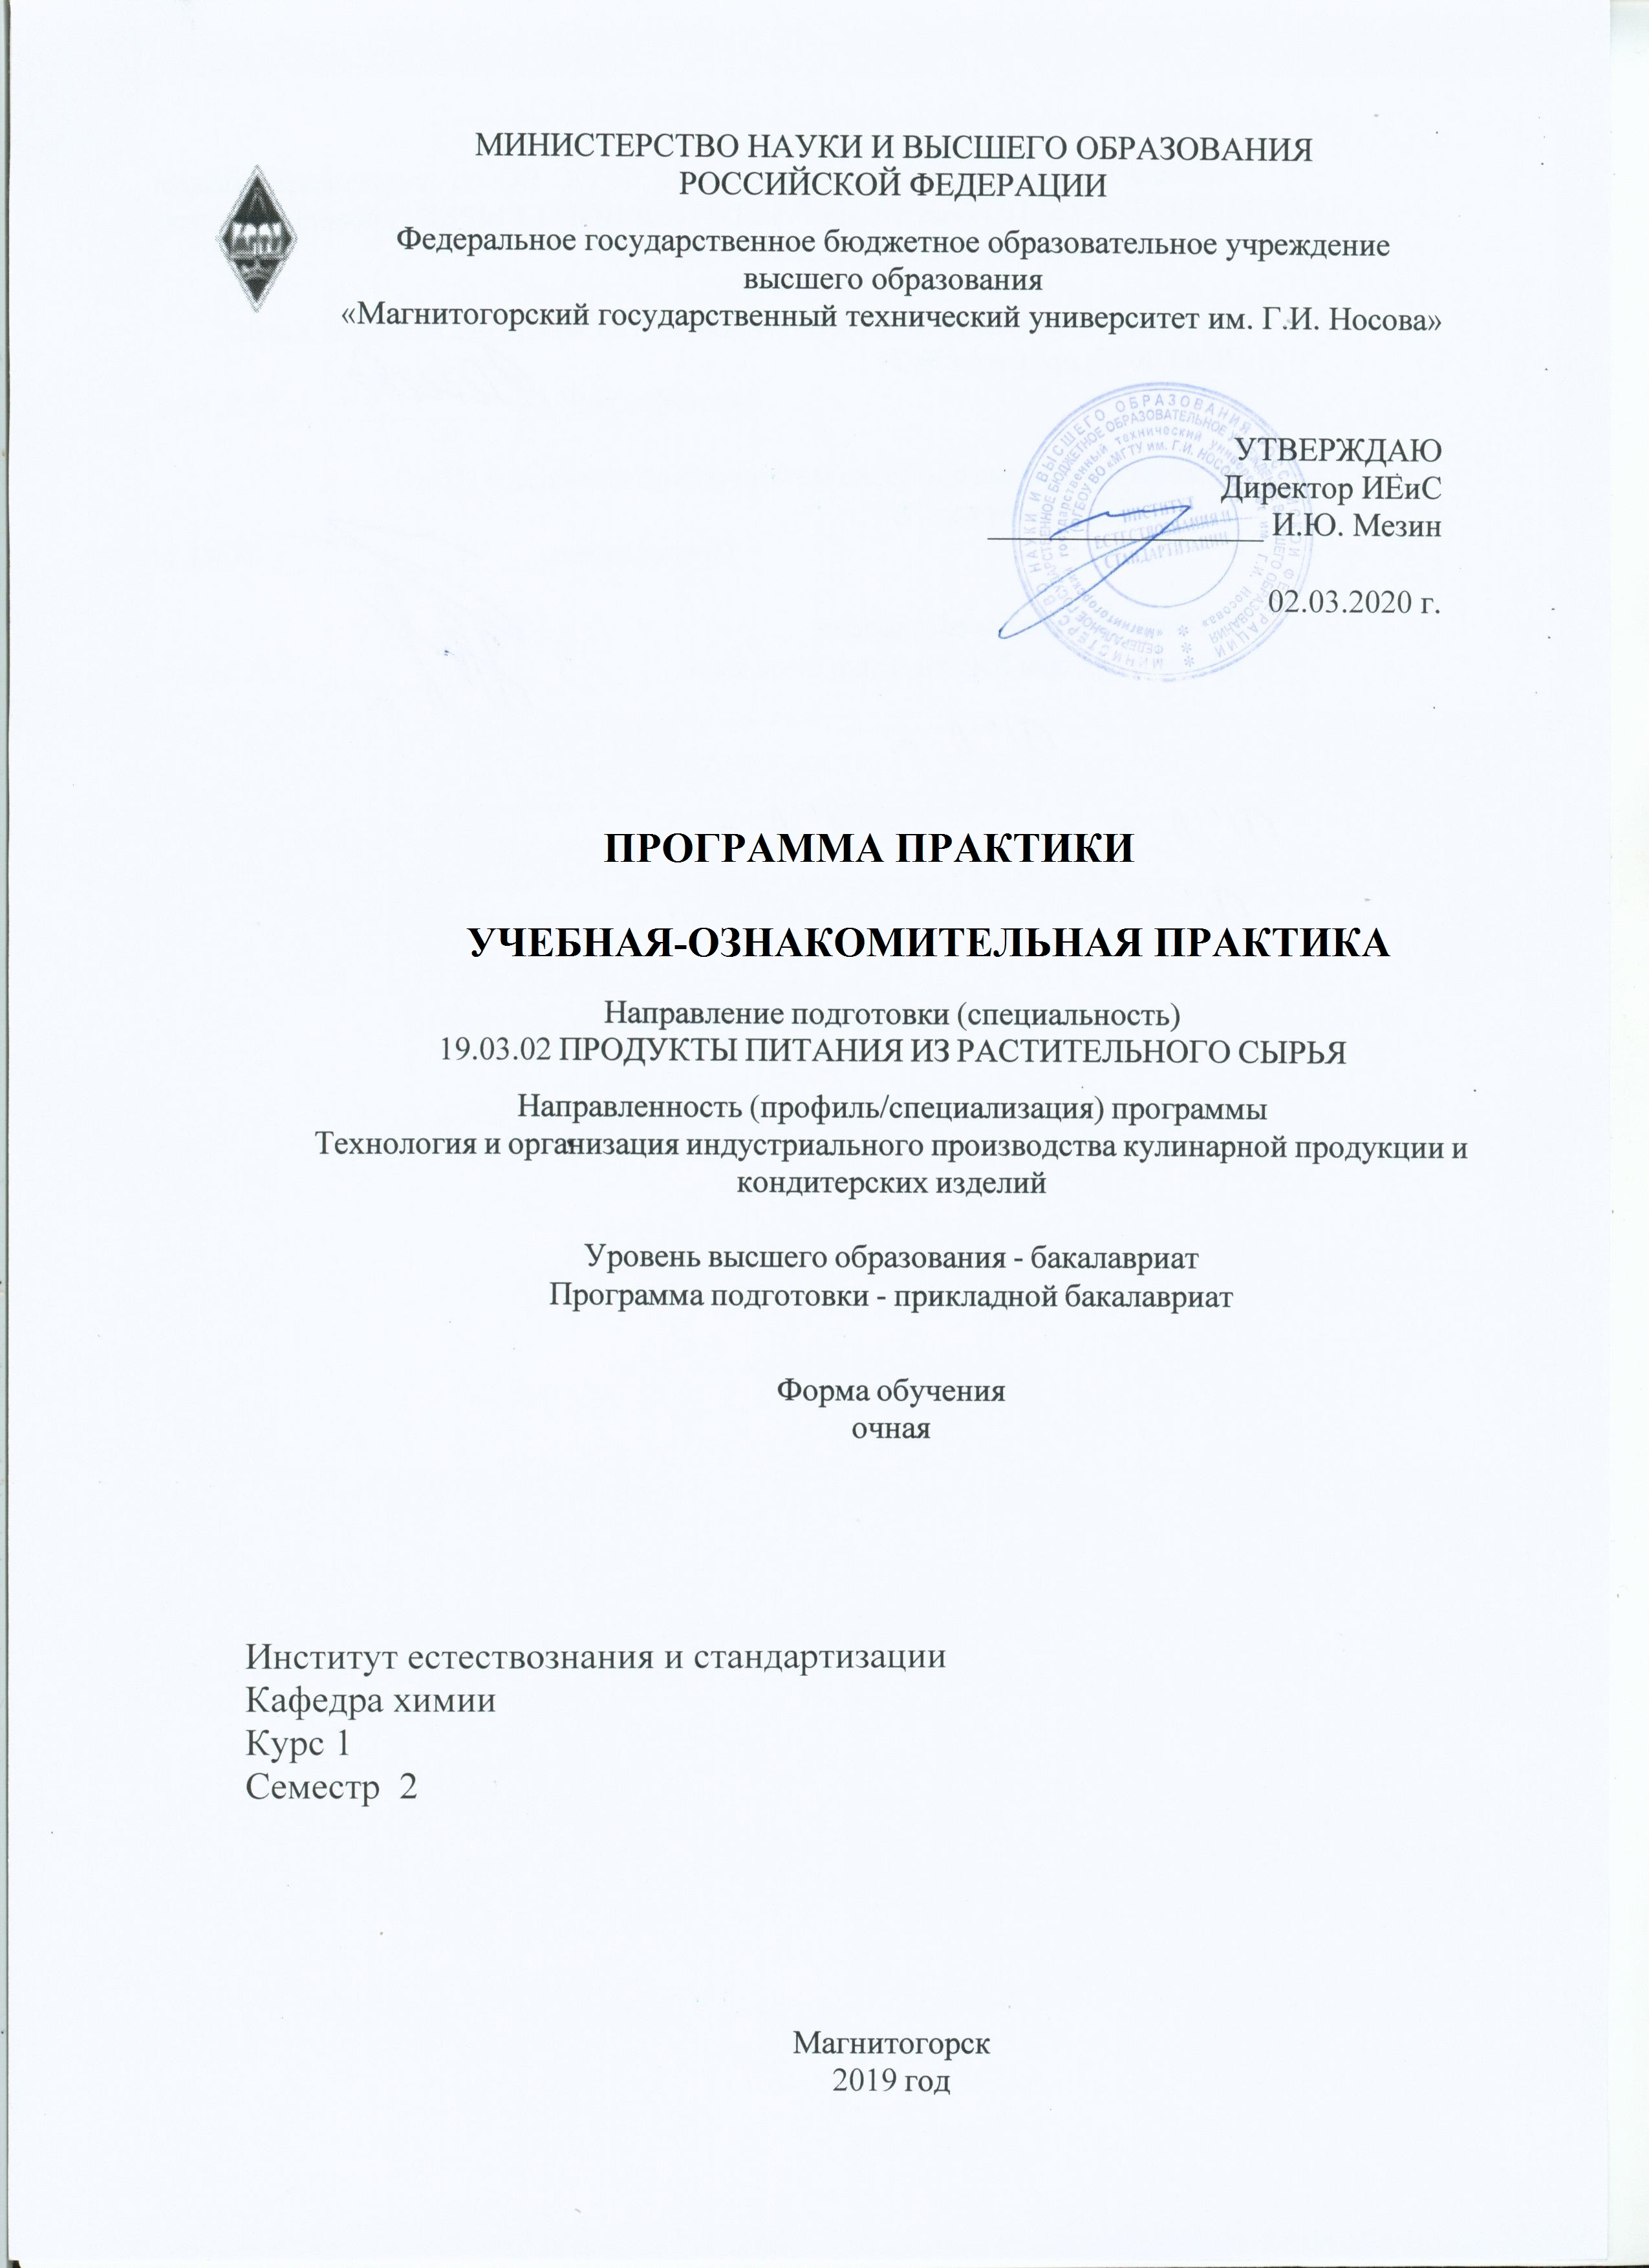 МИНИСТЕРСТВО НАУКИ И ВЫСШЕГО ОБРАЗОВАНИЯ
РОССИЙСКОЙ ФЕДЕРАЦИИ
Федеральное государственное бюджетное образовательное учреждение
высшего образования
«Магнитогорский государственный технический университет им. Г.И. Носова»
МГТУ
УТВЕРЖДАЮ
Директор ИЕиС
И.Ю. Мезин
02.03.2020 г.
ИНСТИТУТ
ЕСТЕСТВОЗНАНИЯ И
СТАНДАРТИЗАЦИИ
ПРОГРАММА ПРАКТИКИ
УЧЕБНАЯ-ОЗНАКОМИТЕЛЬНАЯ ПРАКТИКА
Направление подготовки (специальность)
19.03.02 ПРОДУКТЫ ПИТАНИЯ ИЗ РАСТИТЕЛЬНОГО СЫРЬЯ
Направленность (профиль/специализация) программы
Технология и организация индустриального производства кулинарной продукции и
кондитерских изделий
Уровень высшего образования - бакалавриат
Программа подготовки - прикладной бакалавриат
Форма обучения
очная
Институт естествознания и стандартизации
Кафедра химии
Курс 1
Семестр 2
Магнитогорск
2019 год